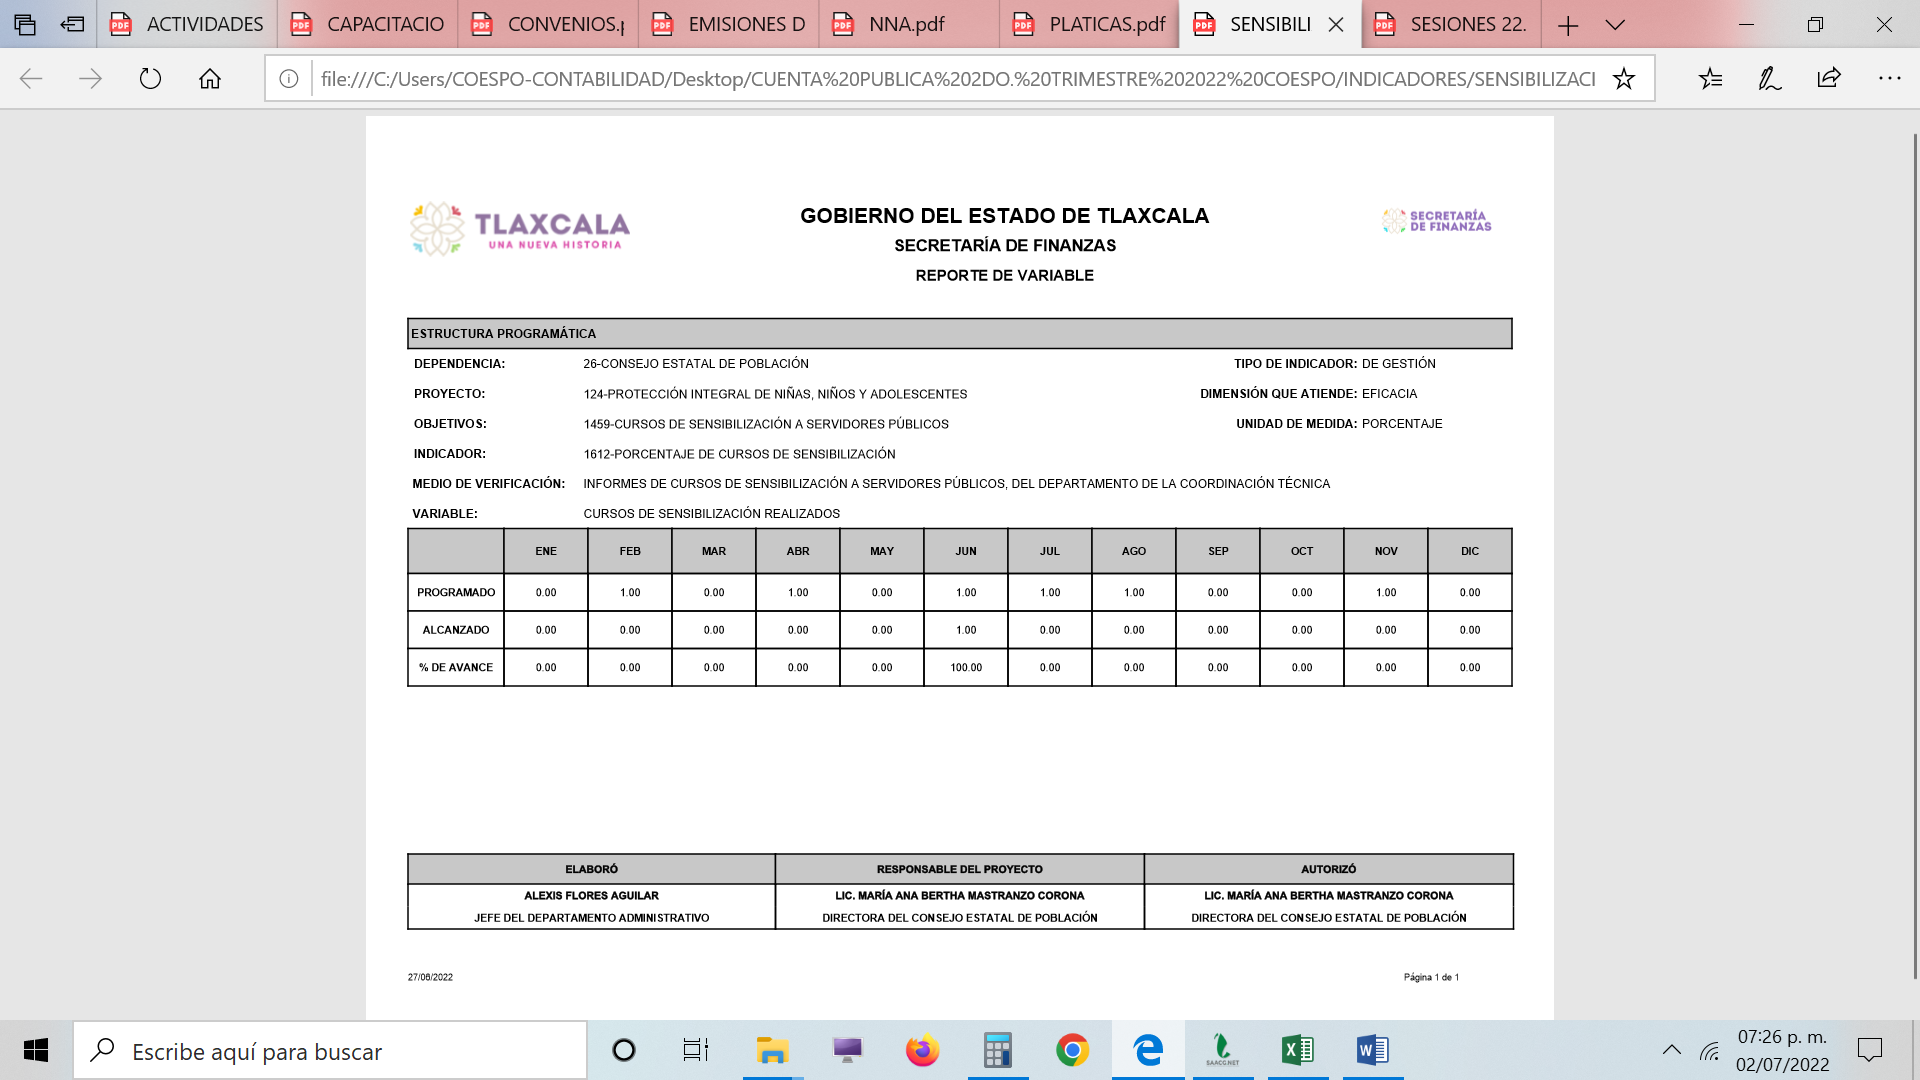 ACTIVIDADES
CAPACITACIO
CONVENIOS.p
EMISIONES D
NNA.pdf
PLATICAS.pdf
SENSIBILI
SESIONES 22.
file:///C:/Users/COESPO-CONTABILIDAD/Desktop/CUENTA%20PUBLICA%202DO.%20TRIMESTRE%202022%20COESPO/INDICADORES/SENSIBILIZACI
TLAXCALA
UNA NUEVA HISTORIA
GOBIERNO DEL ESTADO DE TLAXCALA
SECRETARÍA DE FINANZAS
REPORTE DE VARIABLE
SECRETARÍA
DE FINANZAS
ESTRUCTURA PROGRAMÁTICA
DEPENDENCIA: 26-CONSEJO ESTATAL DE POBLACIÓN TIPO DE INDICADOR: DE GESTIÓN
PROYECTO: 124-PROTECCIÓN INTEGRAL DE NIÑAS, NIÑOS Y ADOLESCENTES DIMENSIÓN QUE ATIENDE: EFICACIA
OBJETIVOS: 1459-CURSOS DE SENSIBILIZACIÓN A SERVIDORES PÚBLICOS UNIDAD DE MEDIDA: PORCENTAJE
INDICADOR: 1612-PORCENTAJE DE CURSOS DE SENSIBILIZACIÓN
MEDIO DE VERIFICACIÓN: INFORMES DE CURSOS DE SENSIBILIZACIÓN A SERVIDORES PÚBLICOS, DEL DEPARTAMENTO DE LA COORDINACIÓN TÉCNICA
VARIABLE: CURSOS DE SENSIBILIZACIÓN REALIZADOS
ENE FEB MAR ABR MAY JUN JUL AGO SEP OCT NOV DIC
PROGRAMADO 0.00 1.00 0.00 1.00 0.00 1.00 1.00 1.00 0.00 0.00 1.00 0.00
ALCANZADO 0.00 0.00 0.00 0.00 0.00 1.00 0.00 0.00 0.00 0.00 0.00 0.00
% DE AVANCE 0.00 0.00 0.00 0.00 0.00 100.00 0.00 0.00 0.00 0.00 0.00 0.00
ELABORÓ RESPONSABLE DEL PROYECTO AUTORIZÓ
ALEXIS FLORES AGUILAR LIC. MARÍA ANA BERTHA MASTRANZO CORONA LIC. MARÍA ANA BERTHA MASTRANZO CORONA
JEFE DEL DEPARTAMENTO ADMINISTRATIVO DIRECTORA DEL CONSEJO ESTATAL DE POBLACIÓN DIRECTORA DEL CONSEJO ESTATAL DE POBLACIÓN
27/06/2022 Página 1 de 1
Escribe aquí para buscar
SAACG.NET
07:26 p. m.
02/07/2022